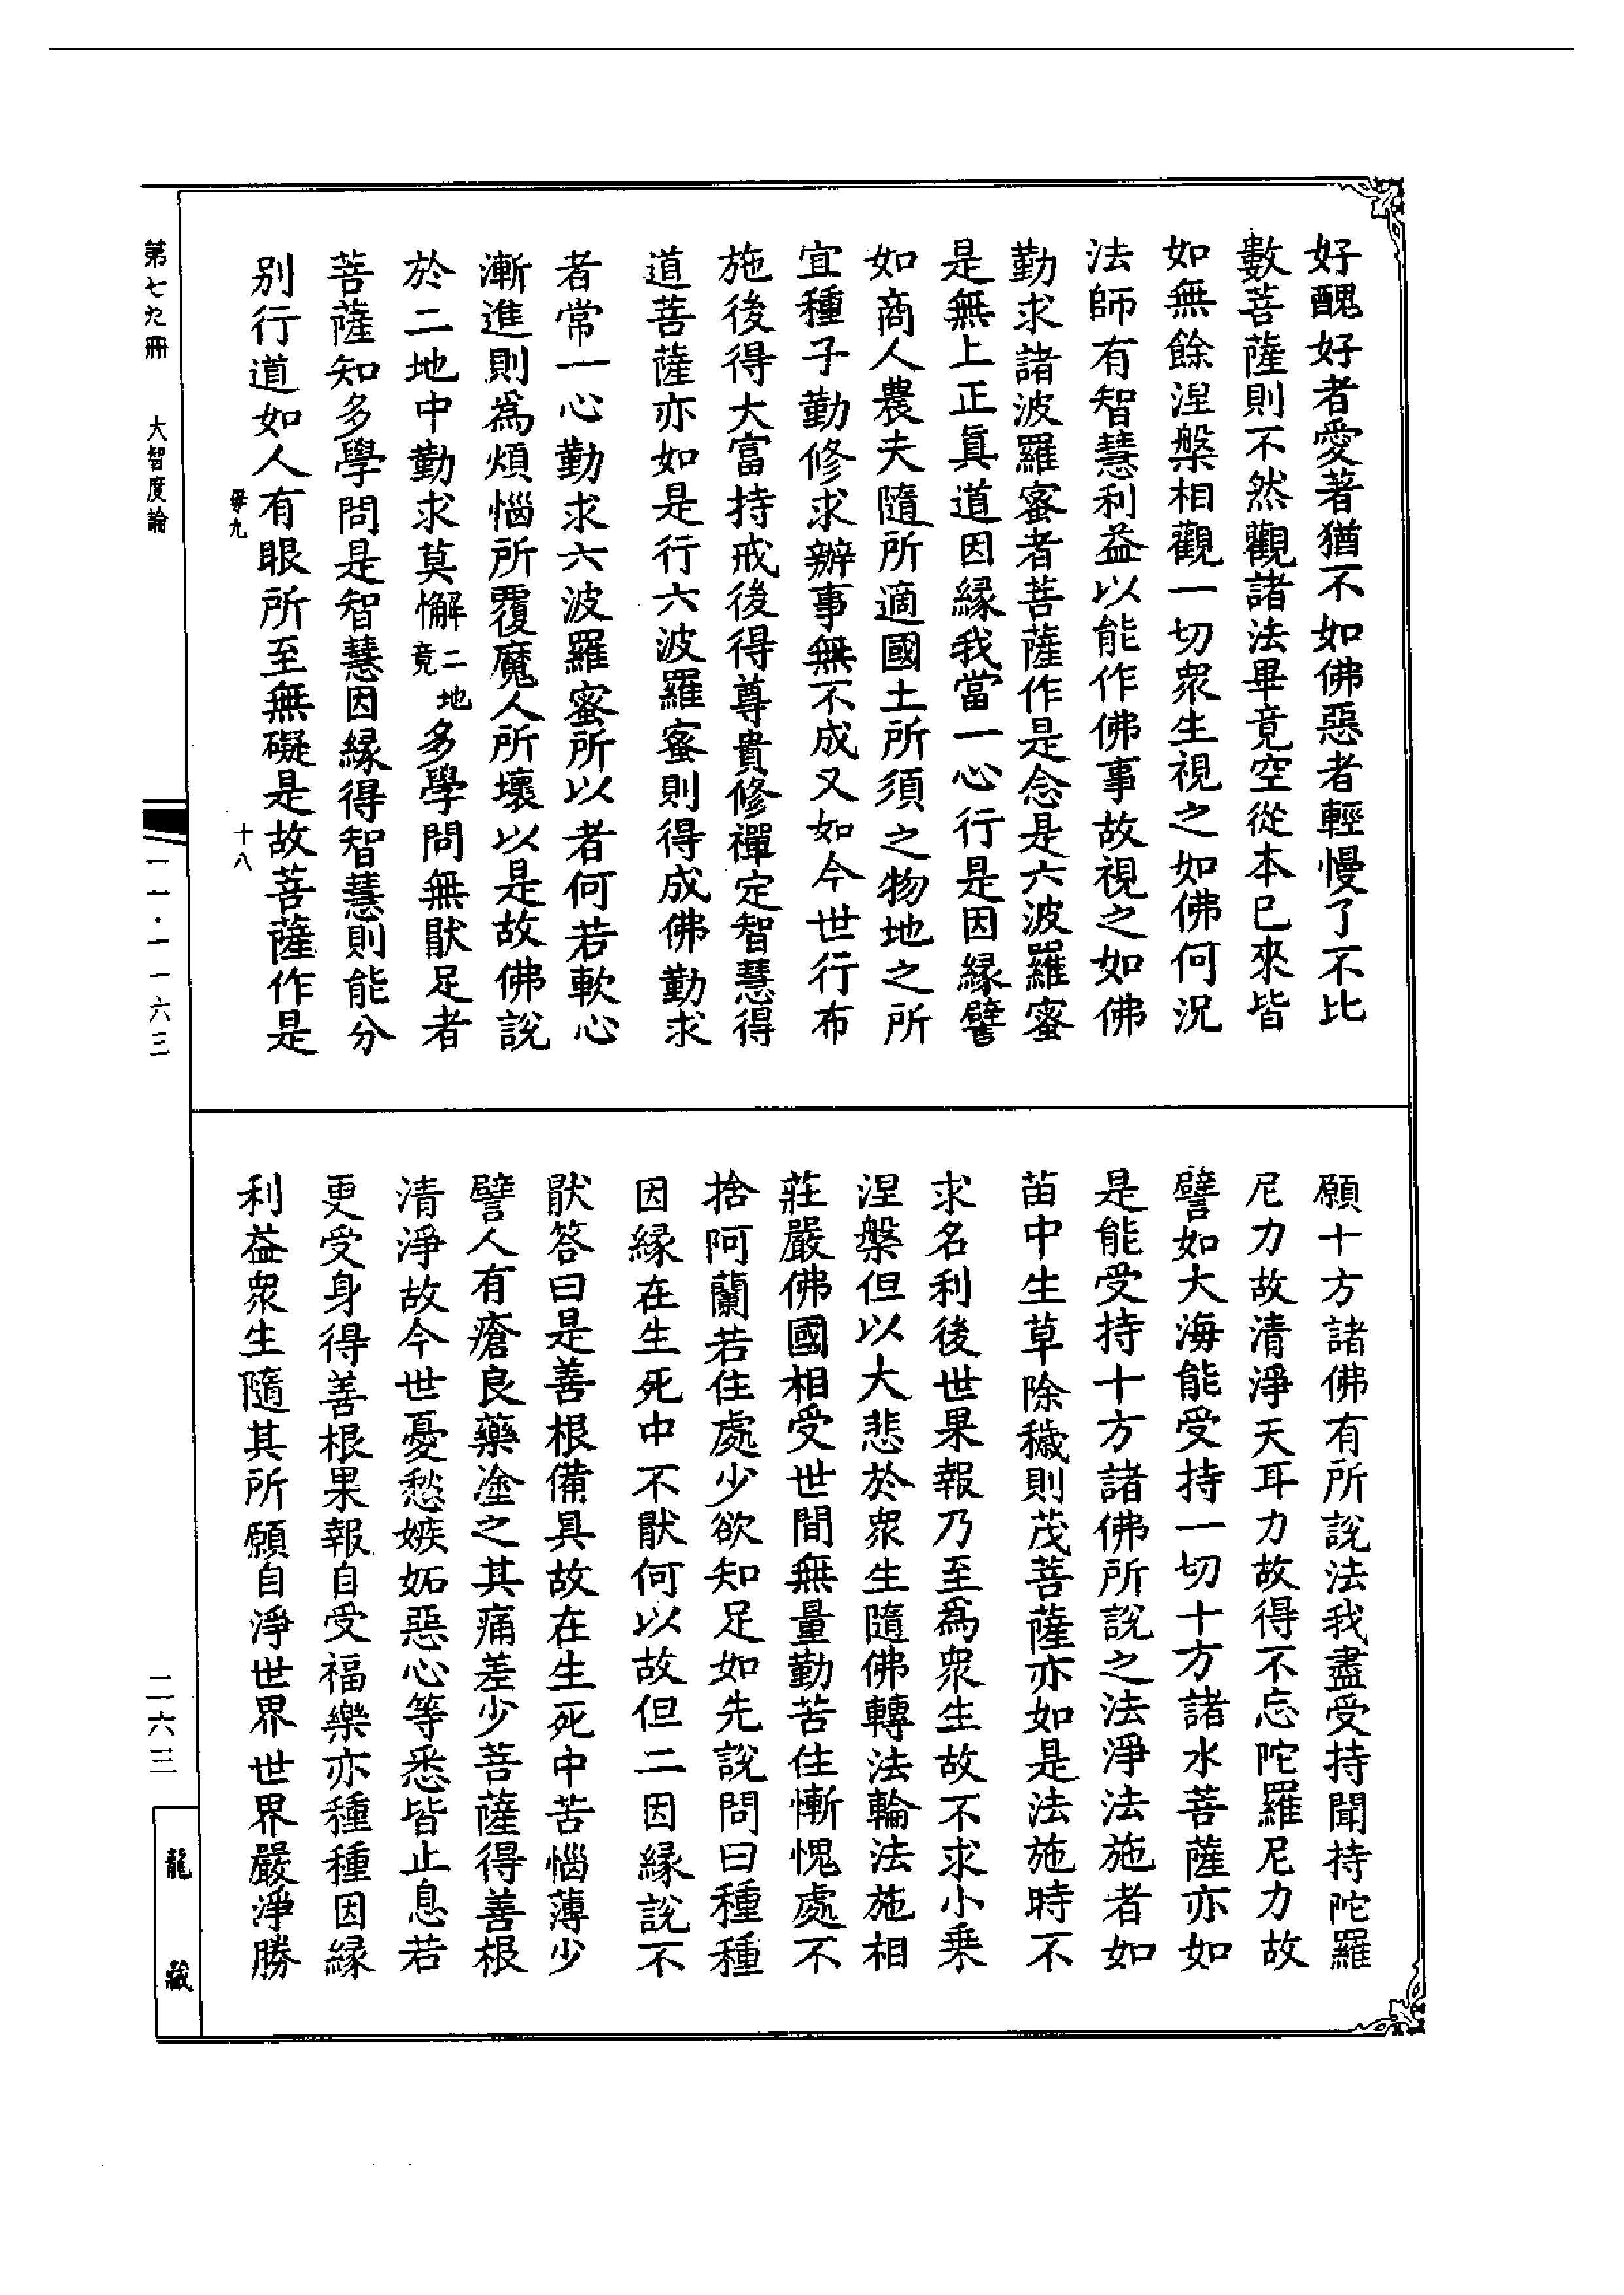 好醜好者愛著猶不如佛惡者輕慢了不比
數菩薩則不然觀諸法畢竟空從本已來皆
如無餘涅槃相觀一切眾生視之如佛何況
法師有智慧利益以能作佛事故視之如佛
勤求諸波羅蜜者菩薩作是念是六波羅蜜
是無上正真道因緣我當一心行是因緣譬
如商人農夫隨所適國土所須之物地之所
宜種子勤修求辦事無不成又如今世行布
施後得大富持戒後得尊貴修禪定智慧得
道菩薩亦如是行六波羅蜜則得成佛勤求
者常一心勤求六波羅蜜所以者何若軟心
漸進則為煩惱所覆魔人所壞以是故佛說
於二地中勤求莫懈二地竟多學問無厭足者
菩薩知多學問是智慧因緣得智慧則能分
別行道如人有眼所至無礙是故菩薩作是
毋九
十八
願十方諸佛有所說法我盡受持聞持陀羅
尼力故清淨天耳力故得不忘陀羅尼力故
譬如大海能受持一切十方諸水菩薩亦如
是能受持十方諸佛所說之法淨法施者如
苗中生草除穢則茂菩薩亦如是法施時不
求名利後世果報乃至為眾生故不求小乘
涅槃但以大悲於眾生隨佛轉法輪法施相
莊嚴佛國相受世間無量勤苦住慚愧處不
捨阿蘭若住處少欲知足如先說問曰種種
因緣在生死中不厭何以故但二因緣說不
厭答曰是善根備具故在生死中苦惱薄少
譬人有瘡良藥塗之其痛差少菩薩得善根
清淨故今世憂愁嫉妬惡心等悉皆止息若
更受身得善根果報自受福樂亦種種因緣
利益眾生隨其所願自淨世界世界嚴淨勝
第七九冊
大智度論
一一·一一六三
二六三
龍藏